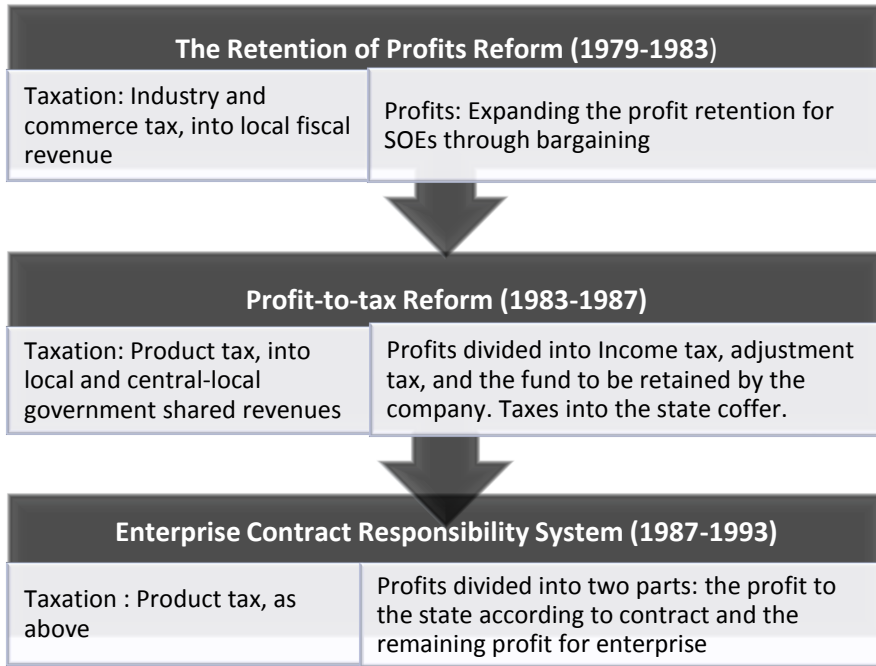 The Retention of Profits Reform (1979-1983)
Taxation: Industry and
commerce tax, into local fiscal
revenue
Profits: Expanding the profit retention for
SOEs through bargaining
Profit-to-tax Reform (1983-1987)
Taxation: Product tax, into
local and central-local
government shared revenues
Profits divided into Income tax, adjustment
tax, and the fund to be retained by the
company. Taxes into the state coffer.
Enterprise Contract Responsibility System (1987-1993)
Taxation : Product tax, as
above
Profits divided into two parts: the profit to
the state according to contract and the
remaining profit for enterprise